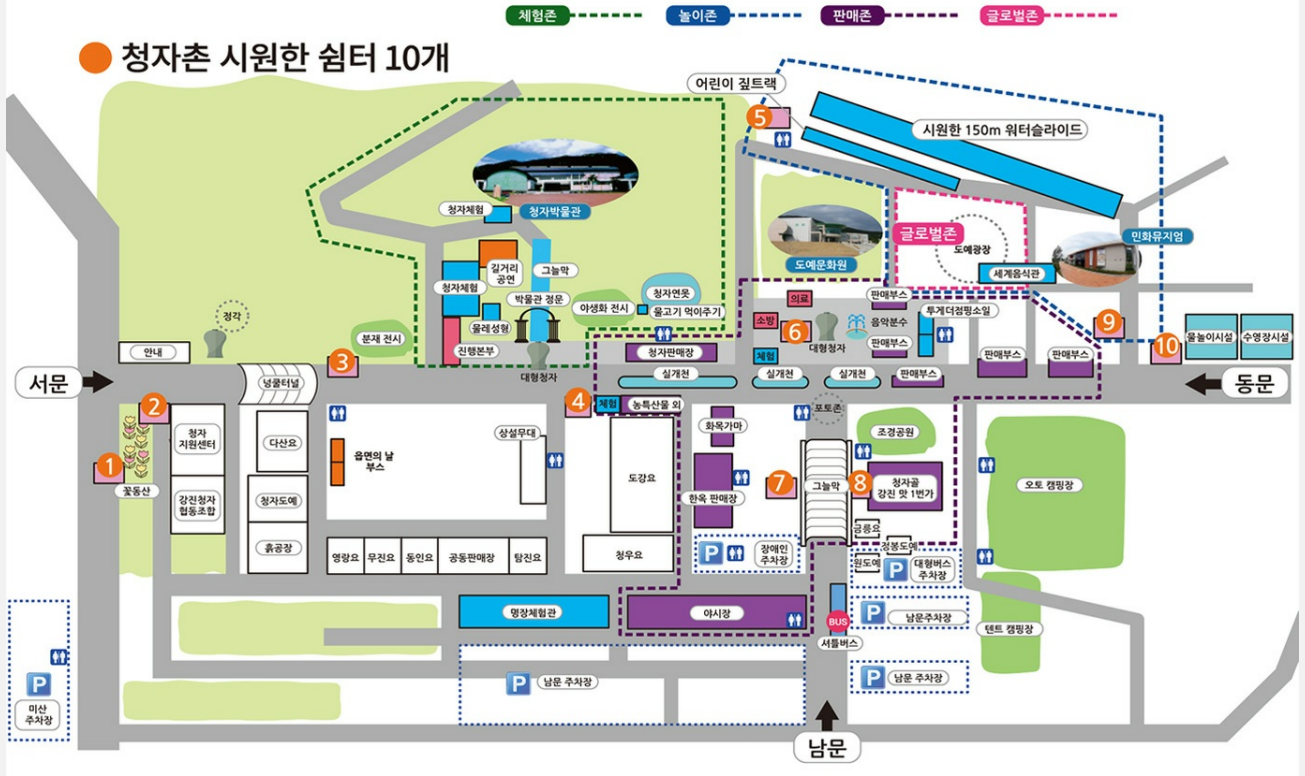 체험존
놀이존
판매존
글로벌존
청자촌 시원한 쉼터 10개
어린이 짚트랙
5
시원한 150m 워터슬라이드
청자체험
청자박물관
글로벌존
도예광장
민화뮤지엄
도예문화원
세계음식관
청자체험
길거리
공연
그늘막
박물관 정문
물레성형
진행본부
대형청자
야생화 전시
청자연못
물고기 먹이주기
의료
소방
체험
6
대형청자
음악분수
판매부스
판매부스
투게더점핑소일
판매부스
판매부스
판매부스
9
10
물놀이시설
수영장시설
정각
분재 전시
안내
3
넝쿨터널
청자판매장
실개천
실개천
실개천
서문
동문
2
1
꽃동산
청자
지원센터
강진청자
협동조합
다산요
청자도예
흙공장
읍면의 날
부스
상설무대
4
체험
농특산물 외
도강요
청우요
화목가마
한옥 판매장
포토존
7
그늘막
8
조경공원
청자골
강진 맛 1번가
금릉요
정봉도예
원도예
오토 캠핑장
텐트 캠핑장
영랑요
무진요
동인요
공동판매장
탐진요
P
장애인
주차장
P
대형버스
주차장
명장체험관
야시장
BUS
셔틀버스
P
남문주차장
P
남문 주차장
P
남문 주차장
P
미산
주차장
남문